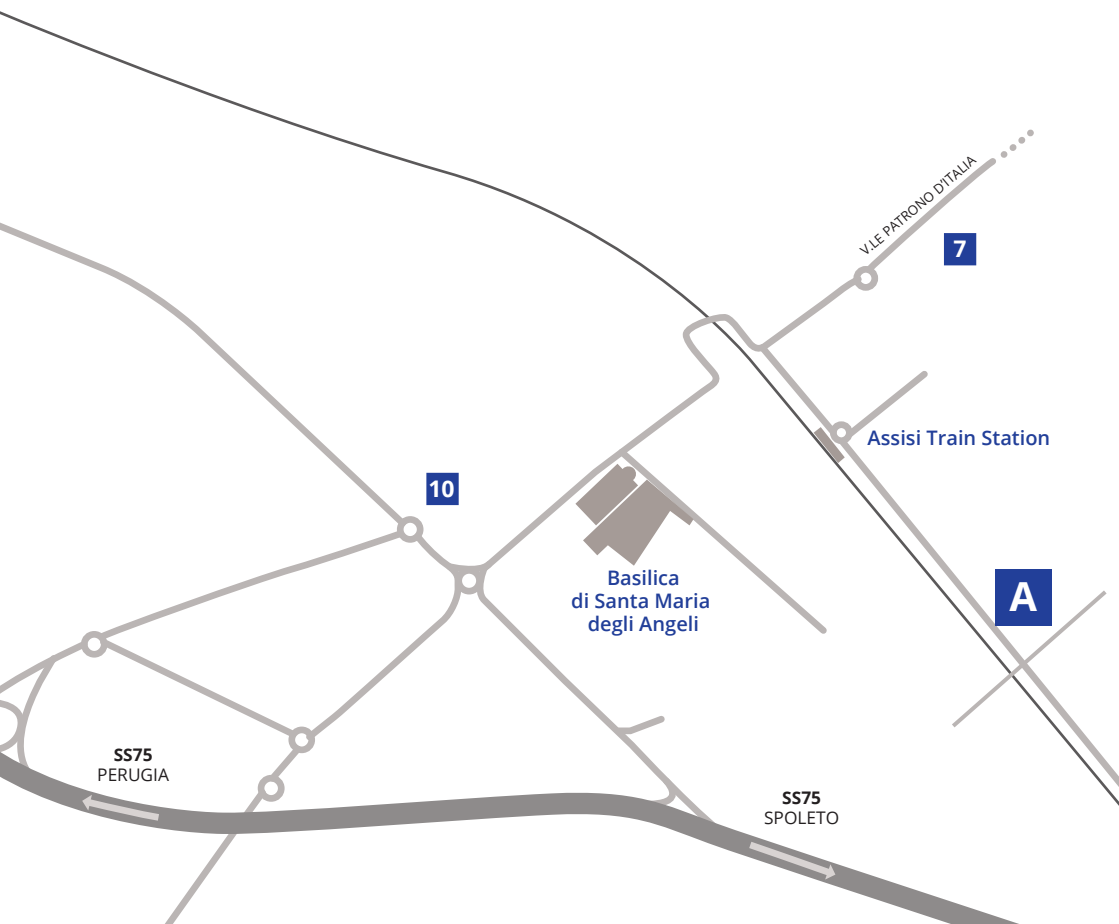 V.LE PATRONO D'ITALIA
7
Assisi Train Station
10
Basilica
di Santa Maria
degli Angeli
A
SS75
PERUGIA
SS75
SPOLETO